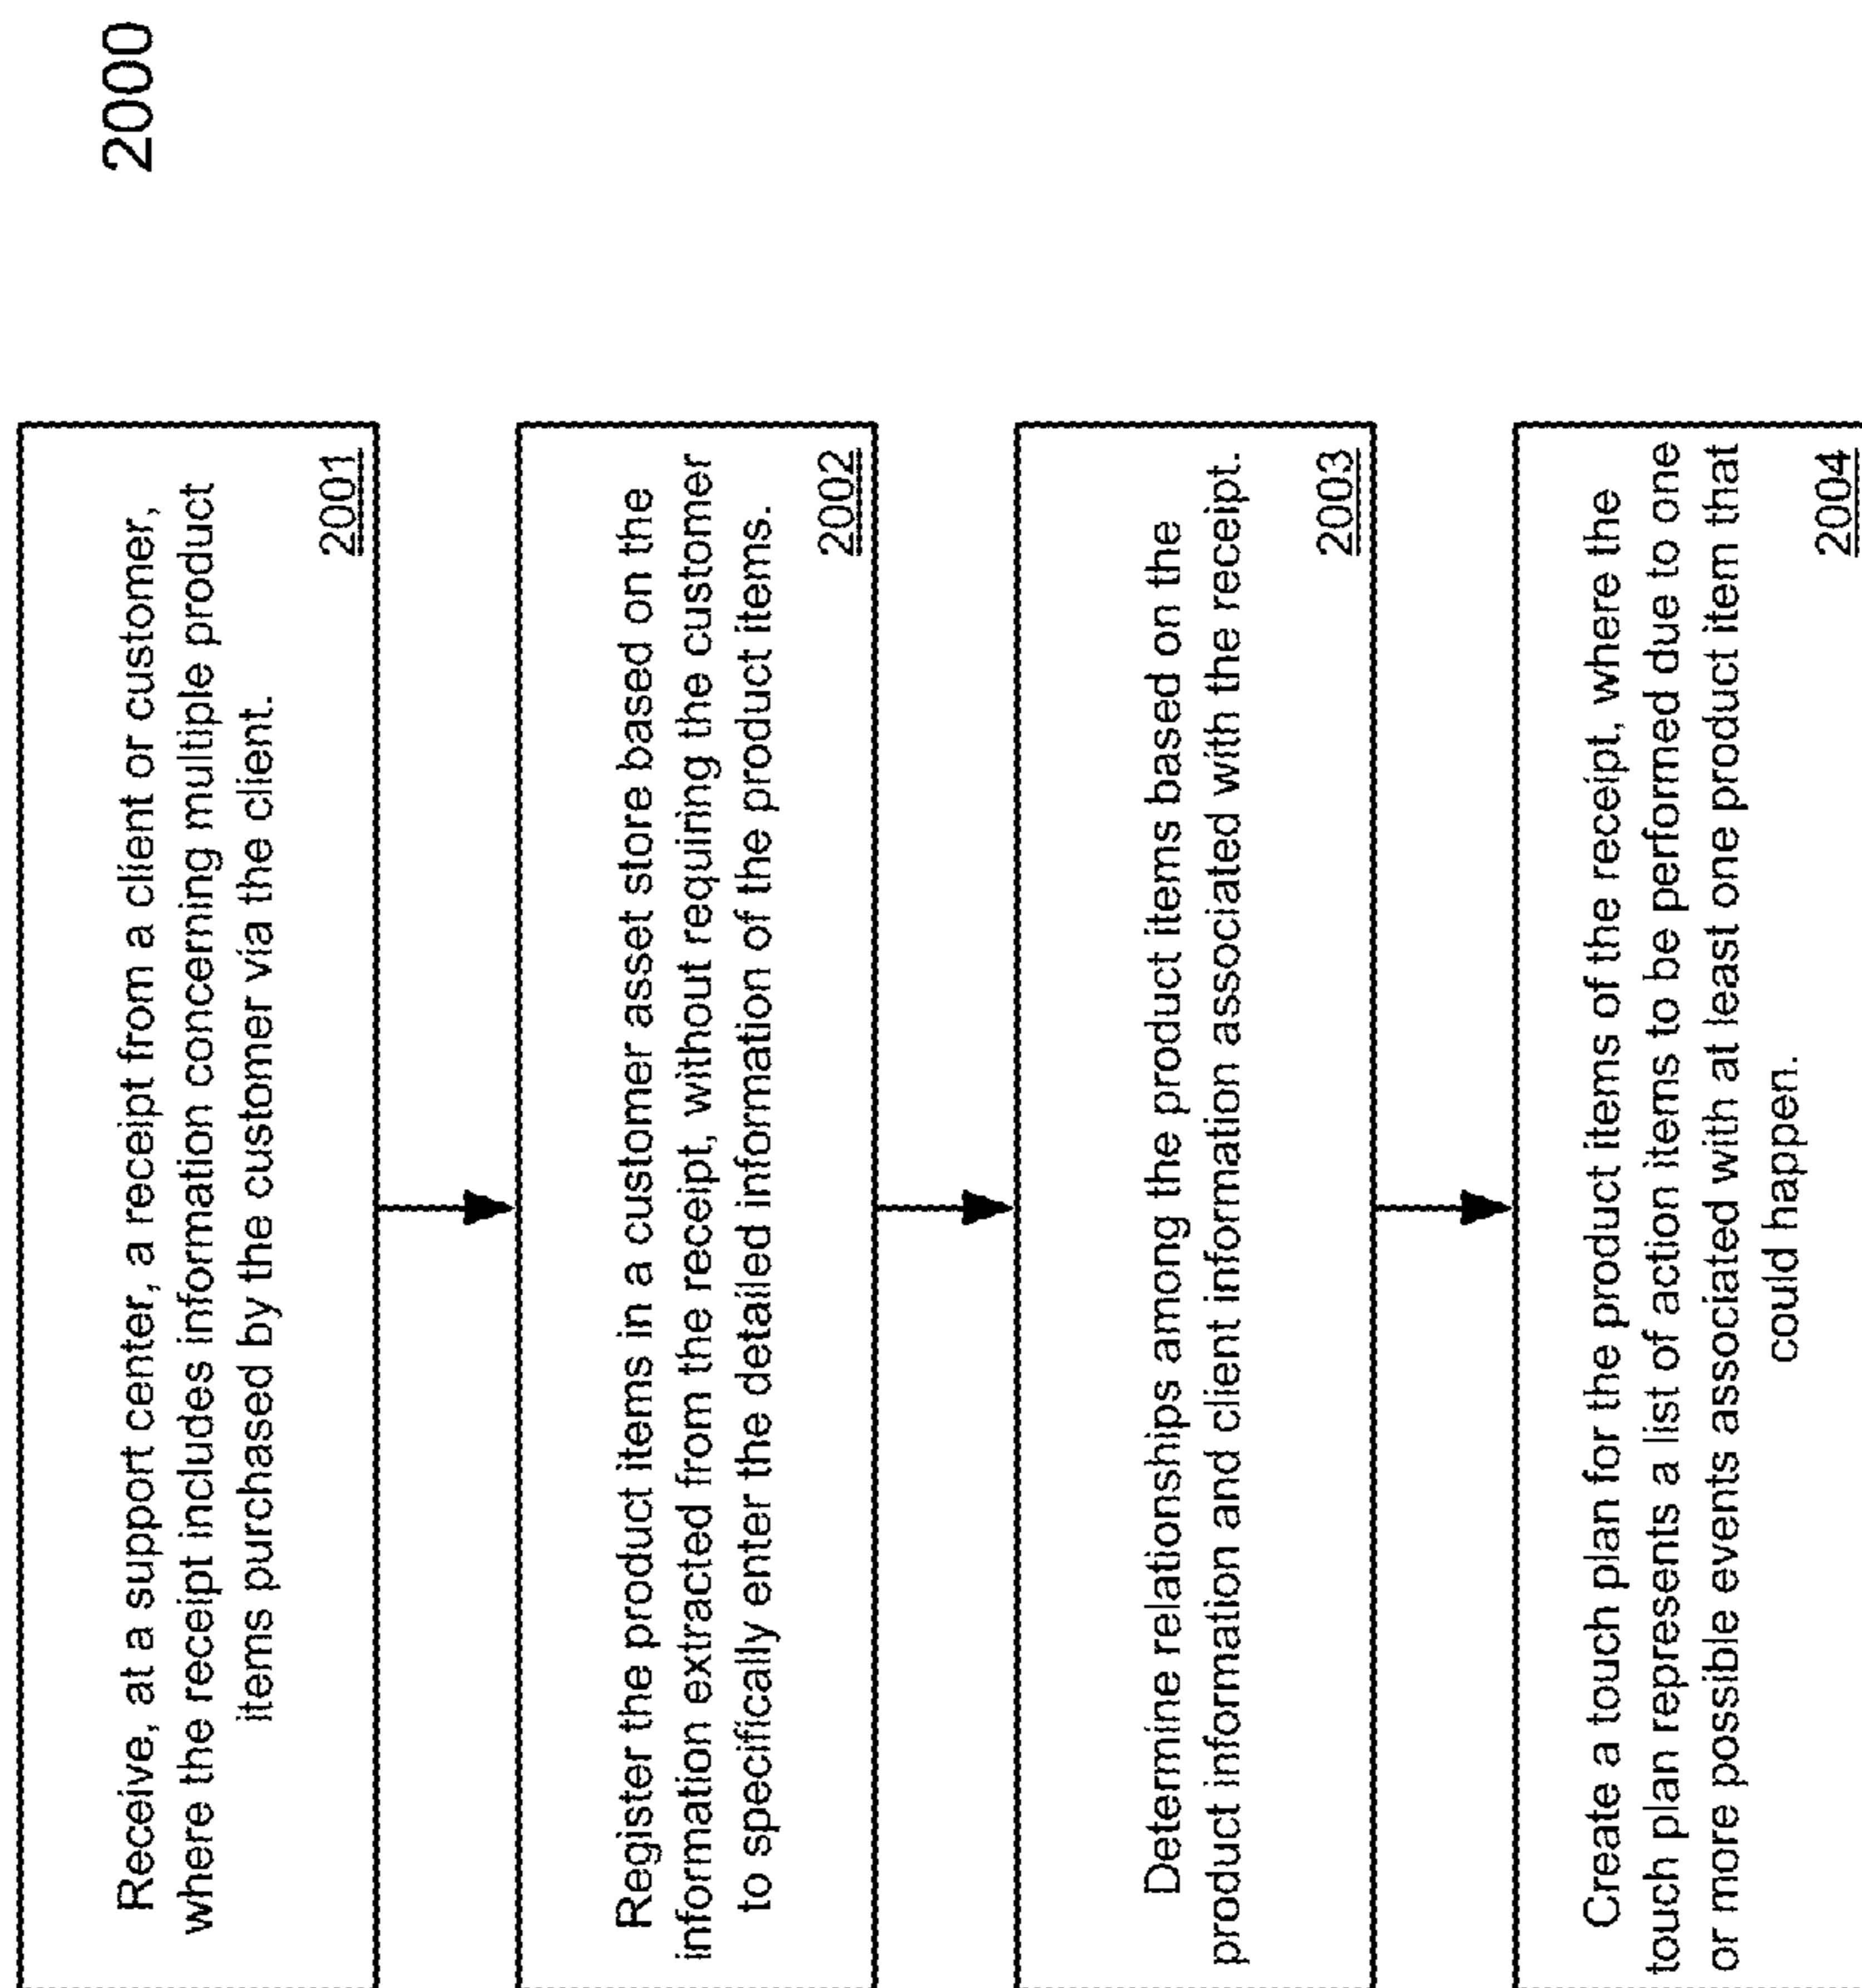 2000
Receive, at a support center, a receipt from a client or customer,
where the receipt includes information concerning multiple product
items purchased by the customer via the client.
2001
Register the product items in a customer asset store based on the
information extracted from the receipt, without requiring the customer
to specifically enter the detailed information of the product items.
2002
Determine relationships among the product items based on the
product information and client information associated with the receipt.
2003
Create a touch plan for the product items of the receipt, where the
touch plan represents a list of action items to be performed due to one
or more possible events associated with at least one product item that
could happen.
2004